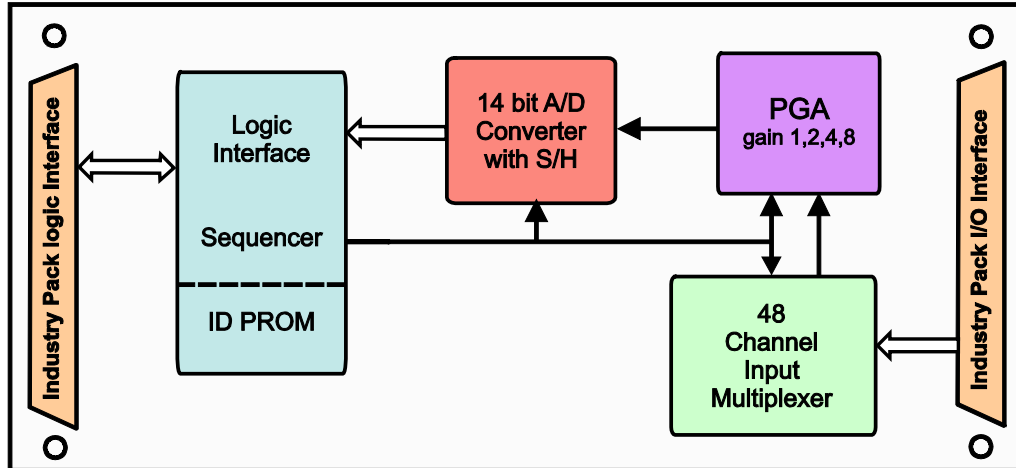 Industry Pack logic Interface
Logic
Interface
Sequencer
ID PROM
14 bit A/D
Converter
with S/H
PGA
gain 1,2,4,8
48
Channel
Input
Multiplexer
Industry Pack I/O Interface